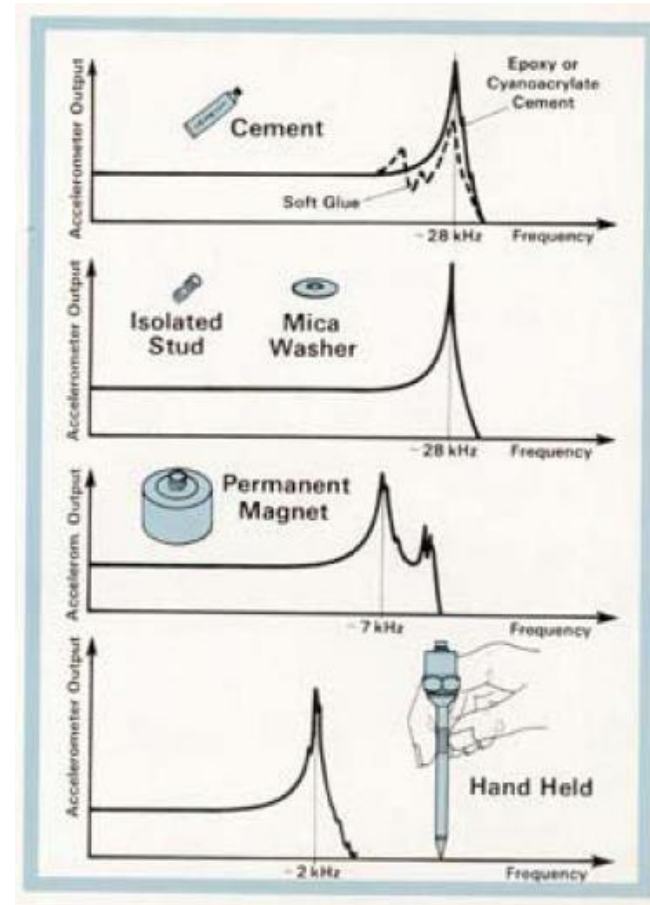 Accelerometer Output
Cement
Epoxy or
Cyanoacrylate
Cement
Soft Glue
~28 kHz
Frequency
Accelerometer Output
Isolated
Stud
Mica
Washer
~28 kHz
Frequency
Accelerom. Output
Permanent
Magnet
~7 kHz
Frequency
Accelerometer Output
Hand Held
~2 kHz
Frequency